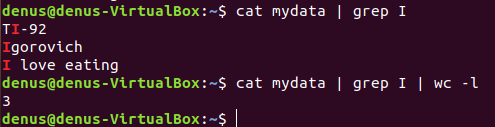 denus@denus-VirtualBox:~$ cat mydata | grep I
TI-92
Igorovich
I love eating
denus@denus-VirtualBox:~$ cat mydata | grep I | wc -l
3
denus@denus-VirtualBox:~$